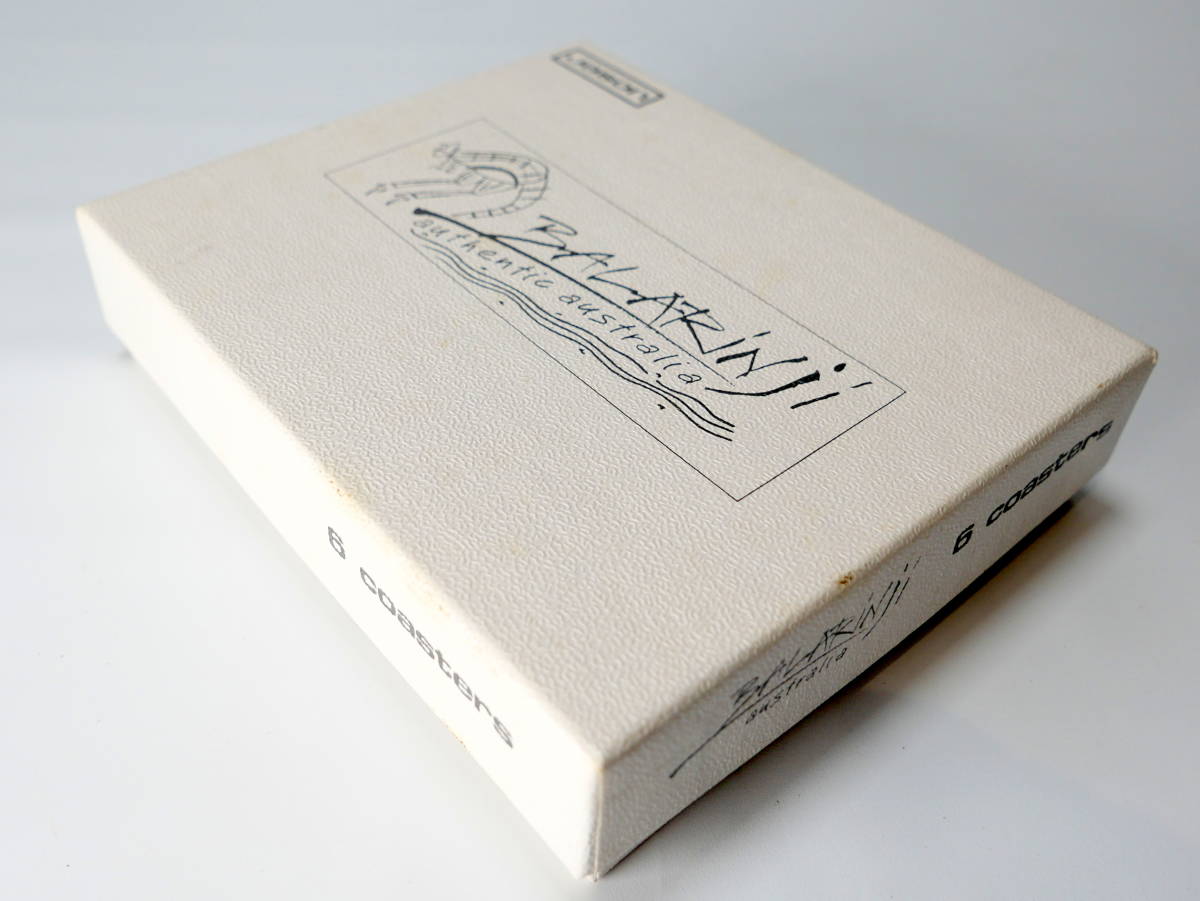 BALARINJI
authentic australia
6 coasters
BALARINJI
australia
6 coasters